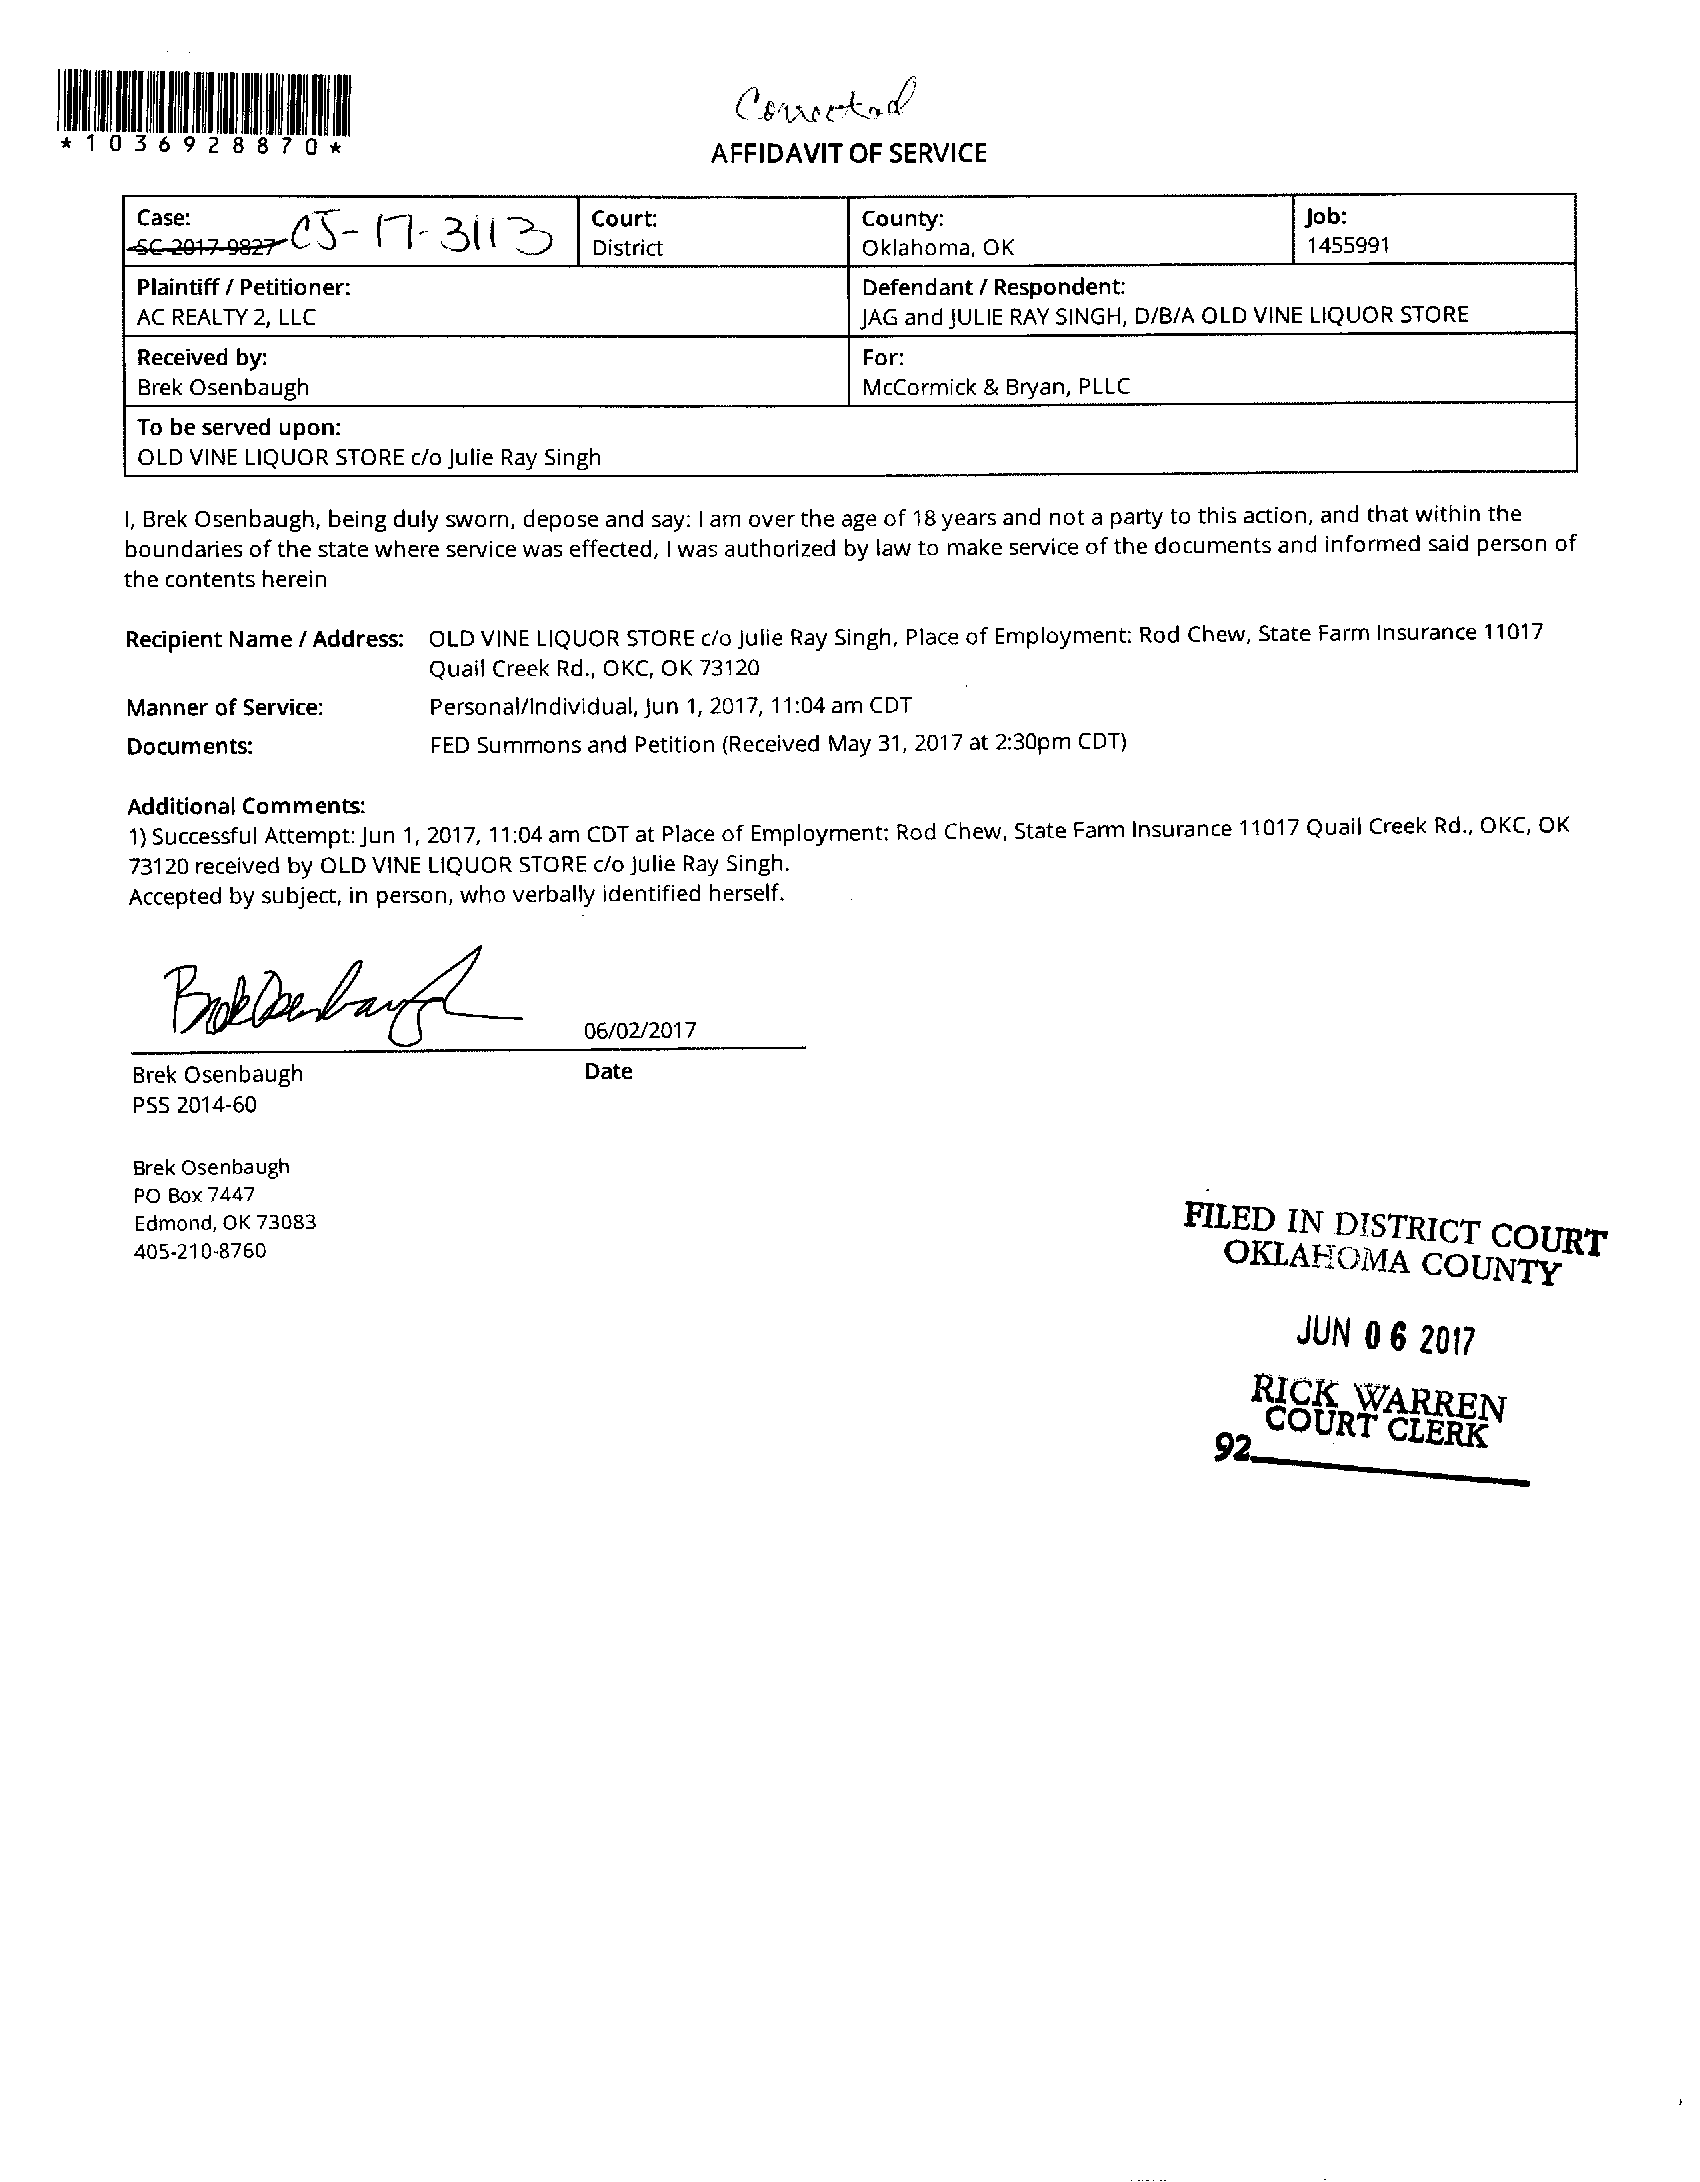 *1036928870*
Corrected
AFFIDAVIT OF SERVICE
Case:
SC-2017-9827 CJ-17-3113
Court:
District
County:
Oklahoma, OK
Job:
1455991
Plaintiff / Petitioner:
AC REALTY 2, LLC
Defendant / Respondent:
JAG and JULIE RAY SINGH, D/B/A OLD VINE LIQUOR STORE
Received by:
Brek Osenbaugh
For:
McCormick & Bryan, PLLC
To be served upon:
OLD VINE LIQUOR STORE c/o Julie Ray Singh
I, Brek Osenbaugh, being duly sworn, depose and say: I am over the age of 18 years and not a party to this action, and that within the
boundaries of the state where service was effected, I was authorized by law to make service of the documents and informed said person of
the contents herein
Recipient Name / Address: OLD VINE LIQUOR STORE c/o Julie Ray Singh, Place of Employment: Rod Chew, State Farm Insurance 11017
Quail Creek Rd., OKC, OK 73120
Manner of Service: Personal/Individual, Jun 1, 2017, 11:04 am CDT
Documents: FED Summons and Petition (Received May 31, 2017 at 2:30pm CDT)
Additional Comments:
1) Successful Attempt: Jun 1, 2017, 11:04 am CDT at Place of Employment: Rod Chew, State Farm Insurance 11017 Quail Creek Rd., OKC, OK
73120 received by OLD VINE LIQUOR STORE c/o Julie Ray Singh.
Accepted by subject, in person, who verbally identified herself.
Brek Osenbaugh
06/02/2017
Brek Osenbaugh Date
PSS 2014-60
Brek Osenbaugh
PO Box 7447
Edmond, OK 73083
405-210-8760
FILED IN DISTRICT COURT
OKLAHOMA COUNTY
JUN 06 2017
RICK WARREN
COURT CLERK
92